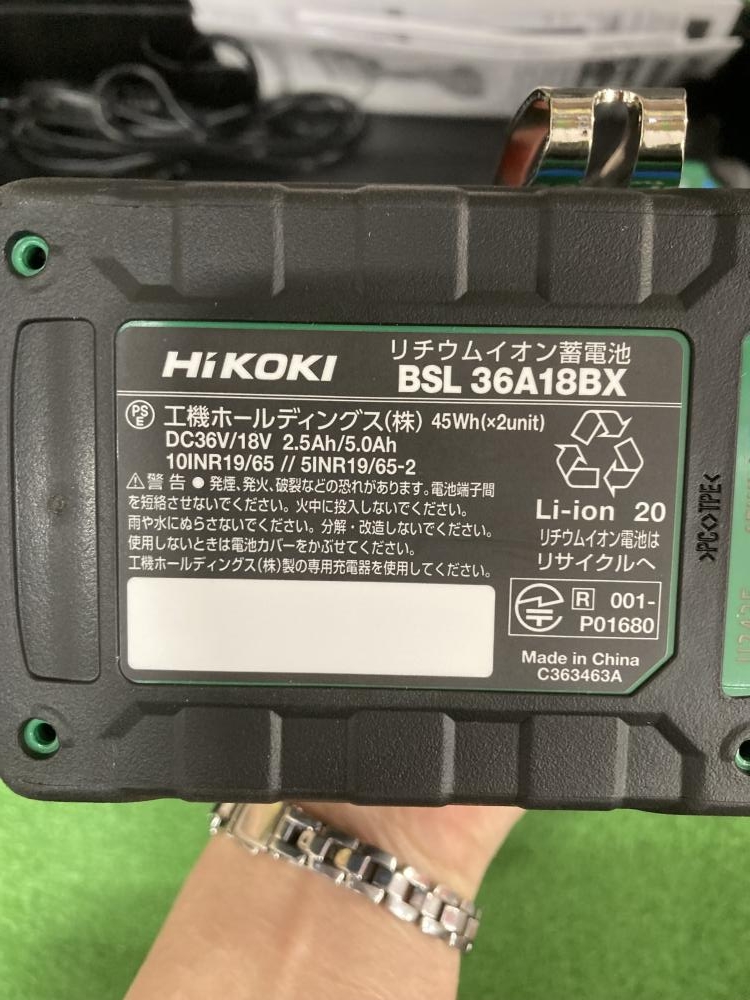 HiKOKI
リチウムイオン蓄電池
BSL 36A18BX
PS E 工機ホールディングス(株) 45Wh(×2unit)
DC36V/18V 2.5Ah/5.0Ah
10INR19/65 // 5INR19/65-2
⚠警告 ● 発煙、発火、破裂などの恐れがあります。電池端子間
を短絡させないでください。火中に投入しないでください。
雨や水にぬらさないでください。分解・改造しないでください。
使用しないときは電池カバーをかぶせてください。
工機ホールディングス(株)製の専用充電器を使用してください。
Li-ion 20
リチウムイオン電池は
リサイクルへ
R 001-
P01680
Made in China
C363463A
>PC<>TPE<